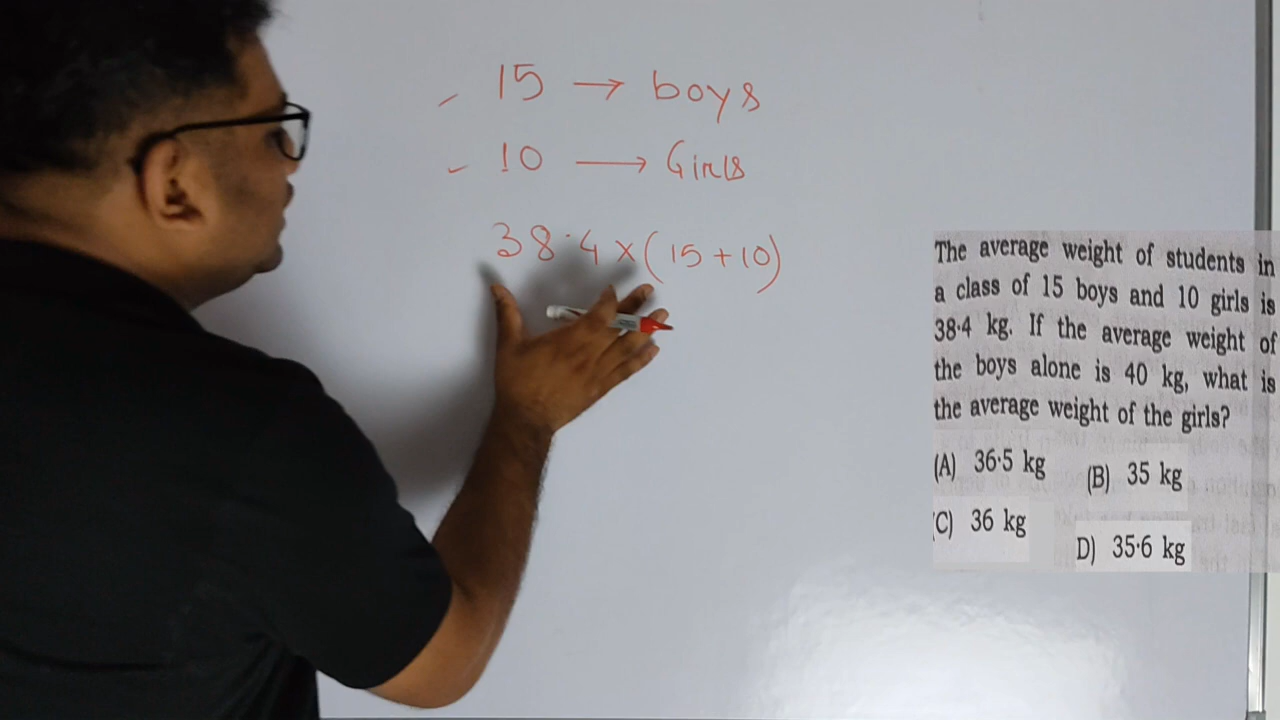 15 → boys
10 → Girls
38·4 × (15 + 10)
The average weight of students in
a class of 15 boys and 10 girls is
38·4 kg. If the average weight of
the boys alone is 40 kg, what is
the average weight of the girls?
(A) 36·5 kg (B) 35 kg
(C) 36 kg D) 35·6 kg